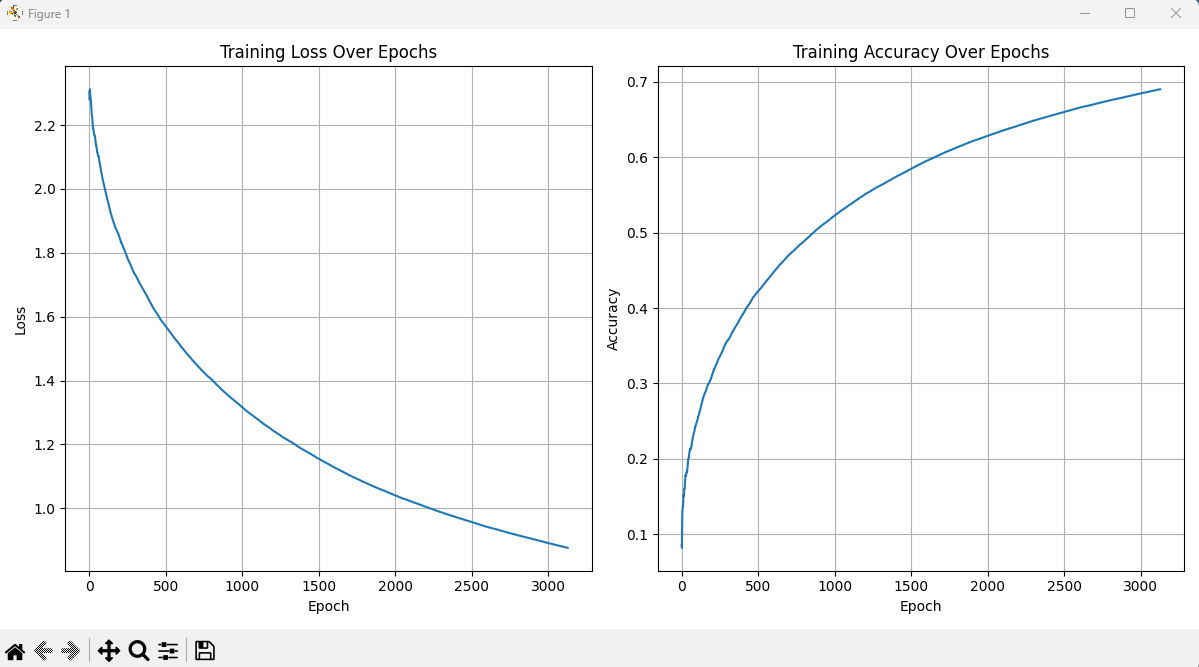 Figure 1
Training Loss Over Epochs
Loss
2.2
2.0
1.8
1.6
1.4
1.2
1.0
0 500 1000 1500 2000 2500 3000
Epoch
Training Accuracy Over Epochs
Accuracy
0.7
0.6
0.5
0.4
0.3
0.2
0.1
0 500 1000 1500 2000 2500 3000
Epoch